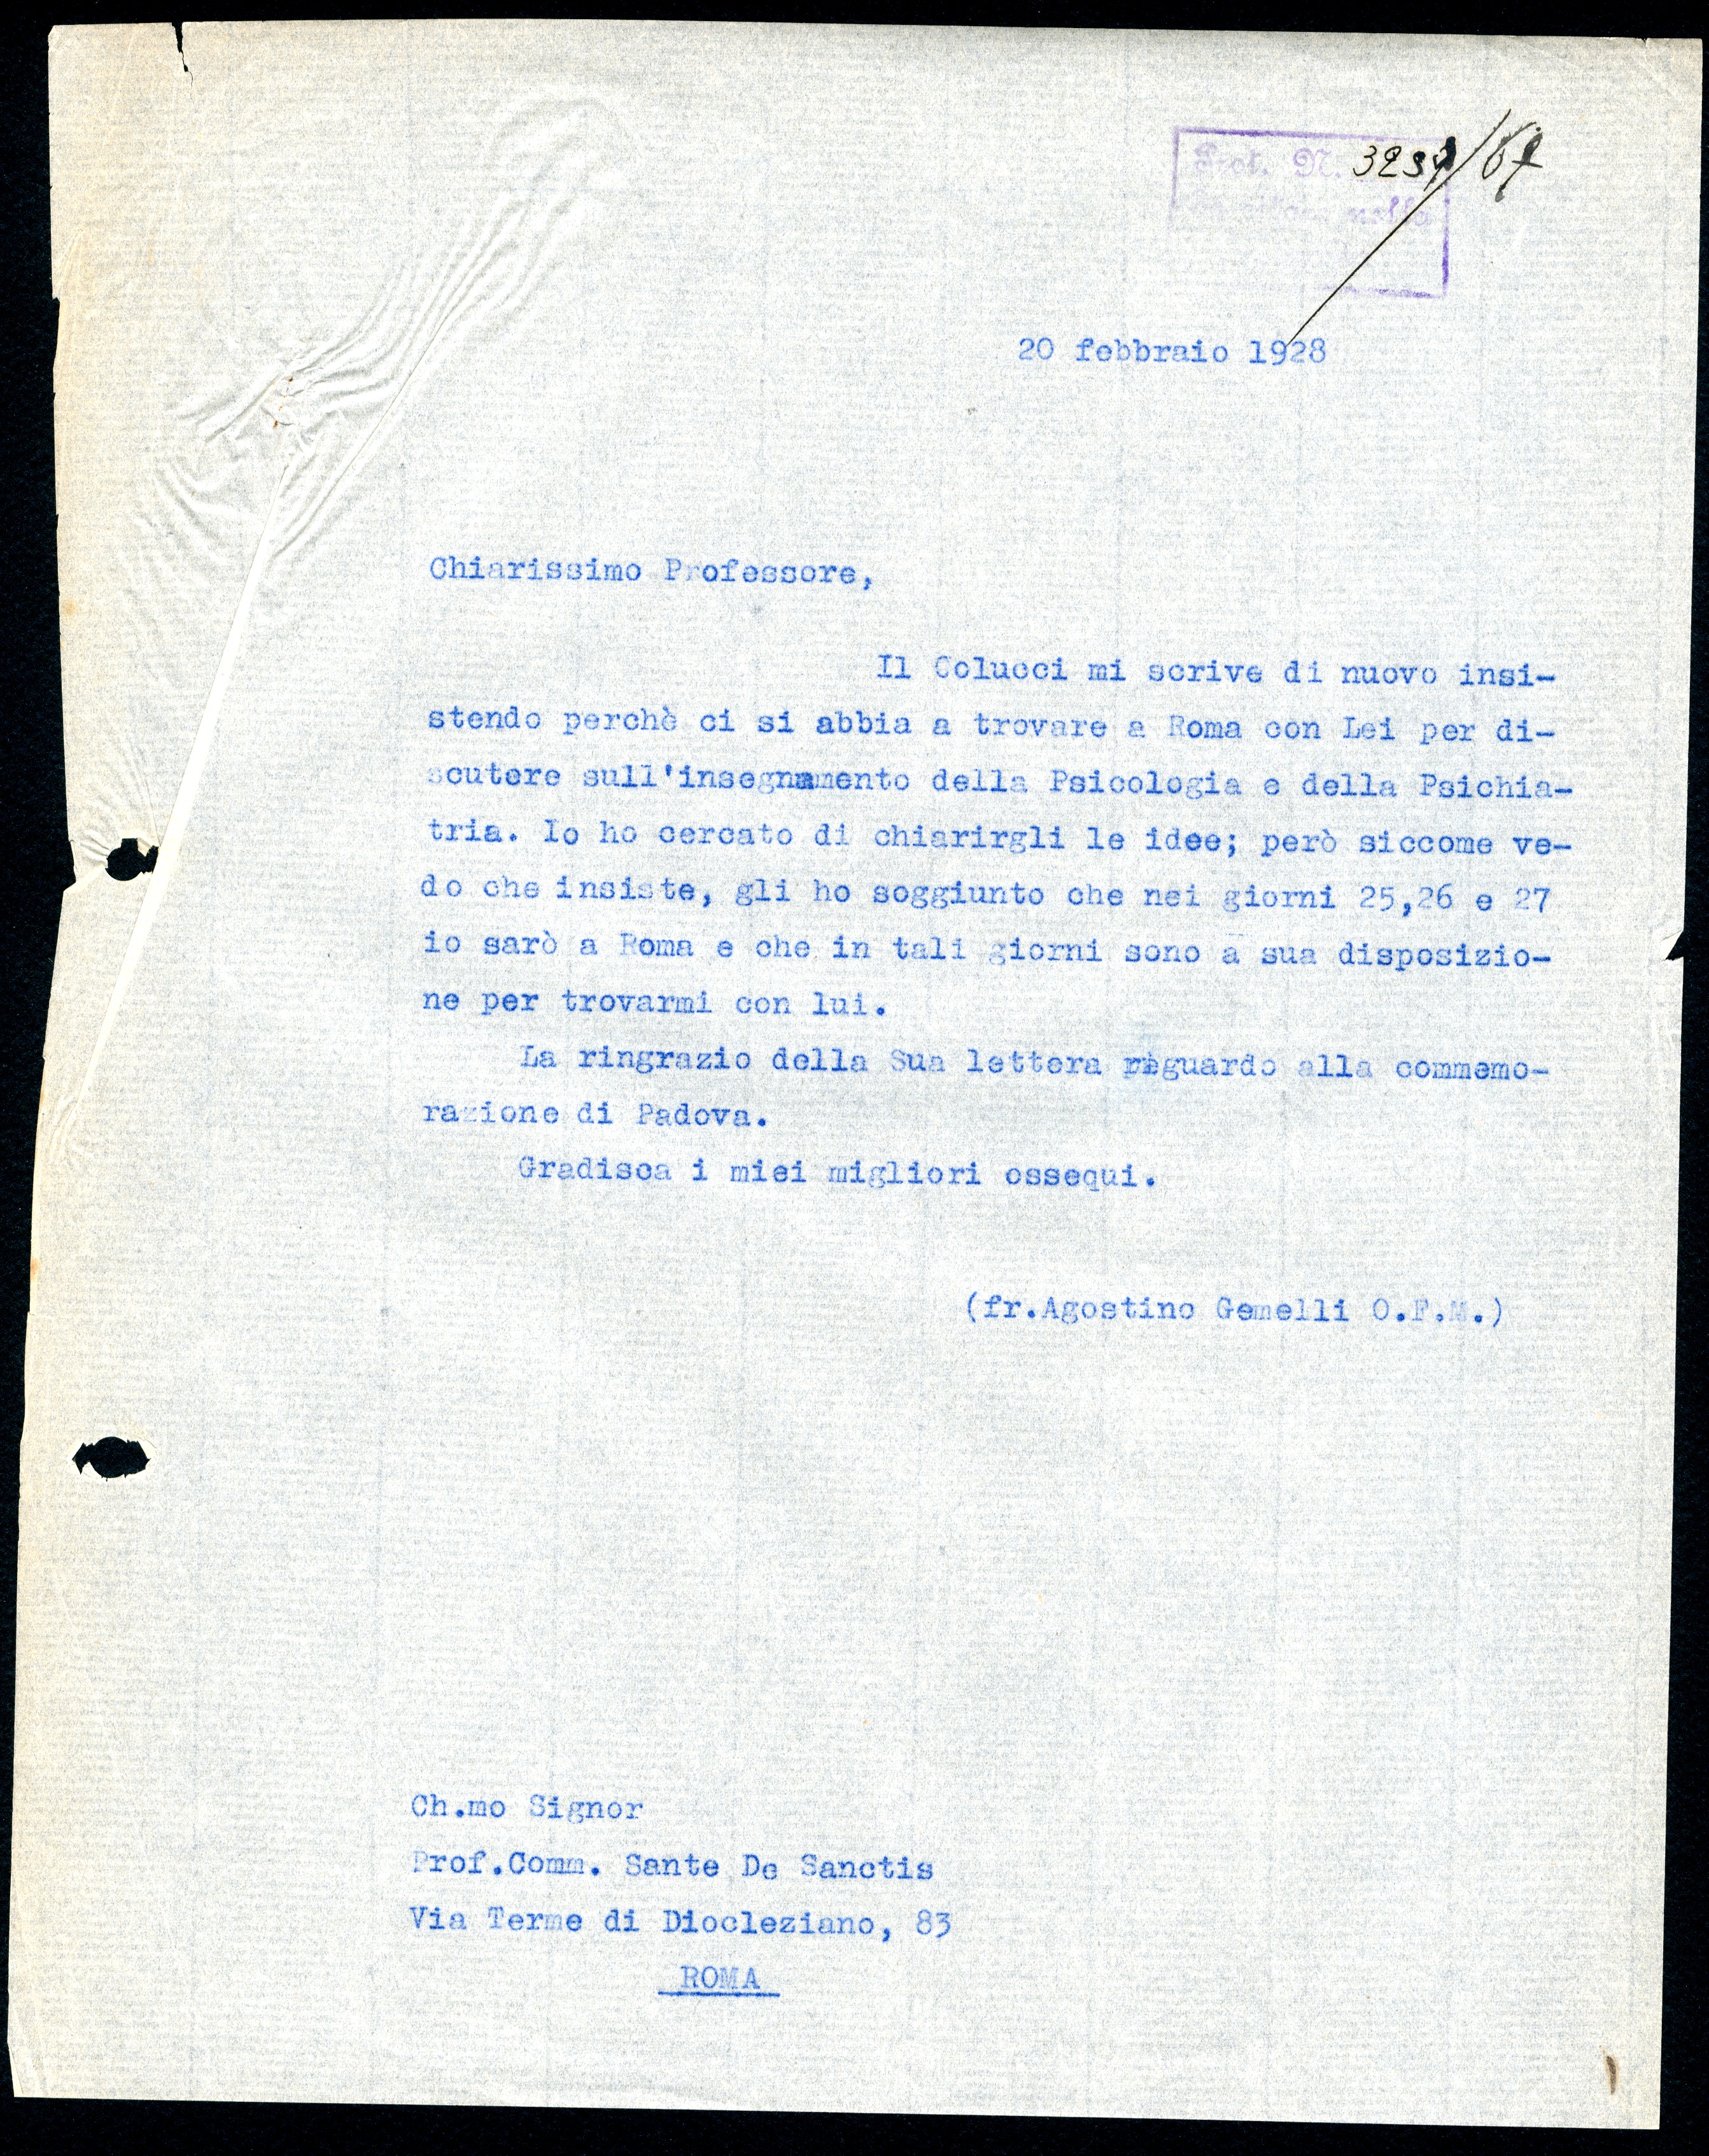 Prot. N.
nella
20 febbraio 1928
Chiarissimo Professore,
Il Colucci mi scrive di nuovo insi-
stendo perchè ci si abbia a trovare a Roma con Lei per di-
scutere sull'insegnamento della Psicologia e della Psichia-
tria. Io ho cercato di chiarirgli le idee; però siccome ve-
do che insiste, gli ho soggiunto che nei giorni 25,26 e 27
io sarò a Roma e che in tali giorni sono a sua disposizio-
ne per trovarmi con lui.
La ringrazio della Sua lettera riguardo alla commemo-
razione di Padova.
Gradisca i miei migliori ossequi.
(fr.Agostino Gemelli O.F.M.)
Ch.mo Signor
Prof.Comm. Sante De Sanctis
Via Terme di Diocleziano, 83
ROMA